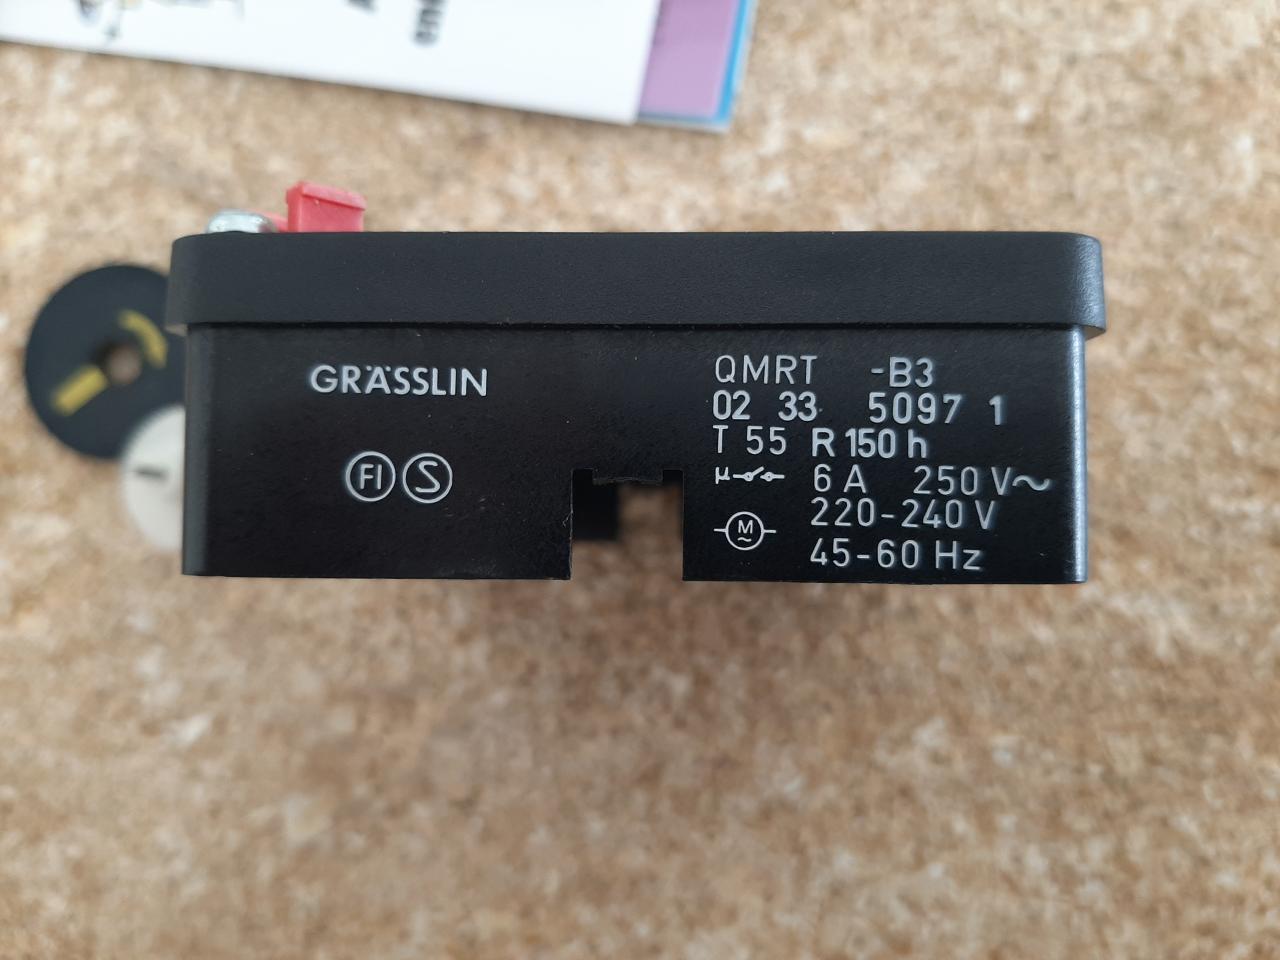 GRÄSSLIN
FI S
QMRT -B3
02 33 5097 1
T 55 R 150 h
µ 6 A 250 V~
220-240 V
M ~
45-60 Hz